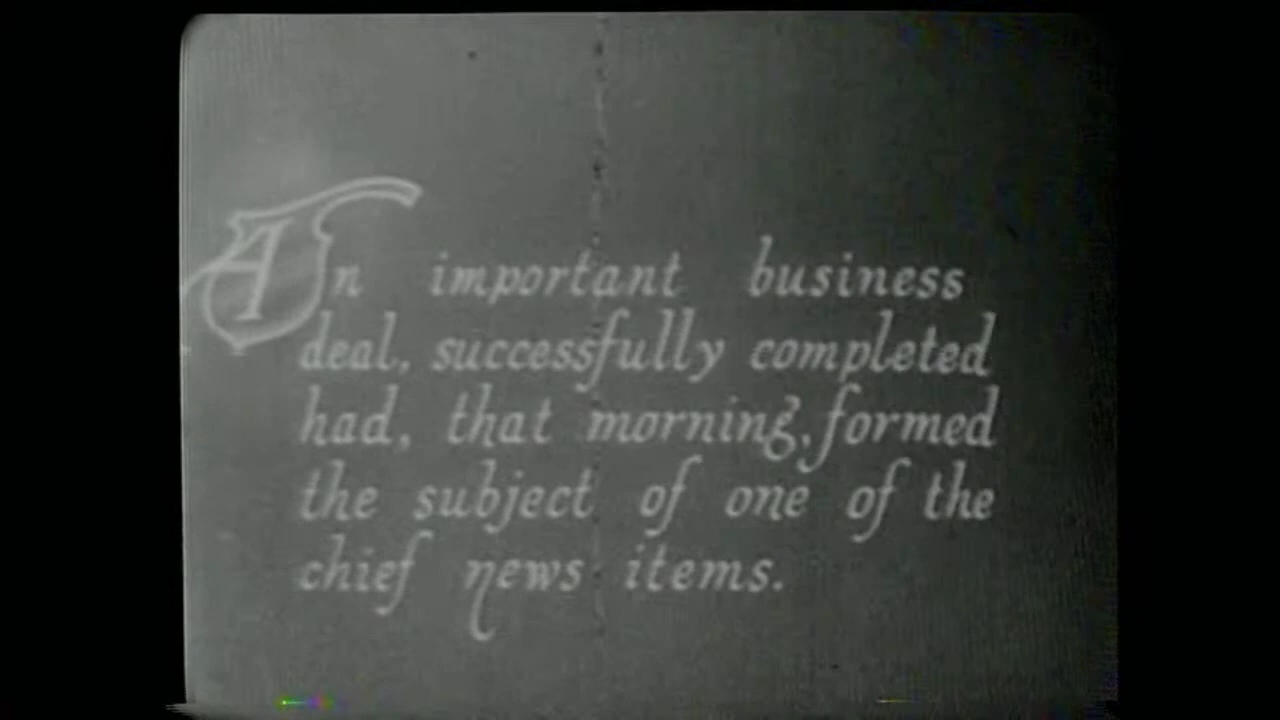 An important business
deal, successfully completed
had, that morning, formed
the subject of one of the
chief news items.